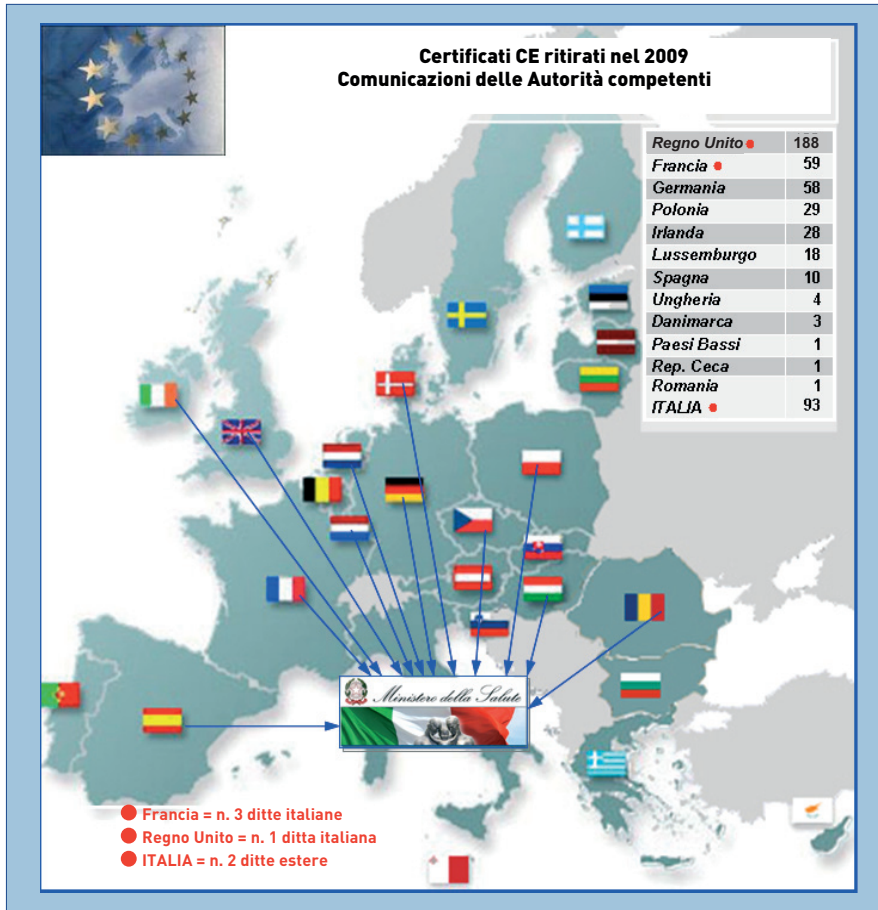 Certificati CE ritirati nel 2009
Comunicazioni delle Autorità competenti
Regno Unito 188
Francia 59
Germania 58
Polonia 29
Irlanda 28
Lussemburgo 18
Spagna 10
Ungheria 4
Danimarca 3
Paesi Bassi 1
Rep. Ceca 1
Romania 1
ITALIA 93
Ministero della Salute
Francia = n. 3 ditte italiane
Regno Unito = n. 1 ditta italiana
ITALIA = n. 2 ditte estere